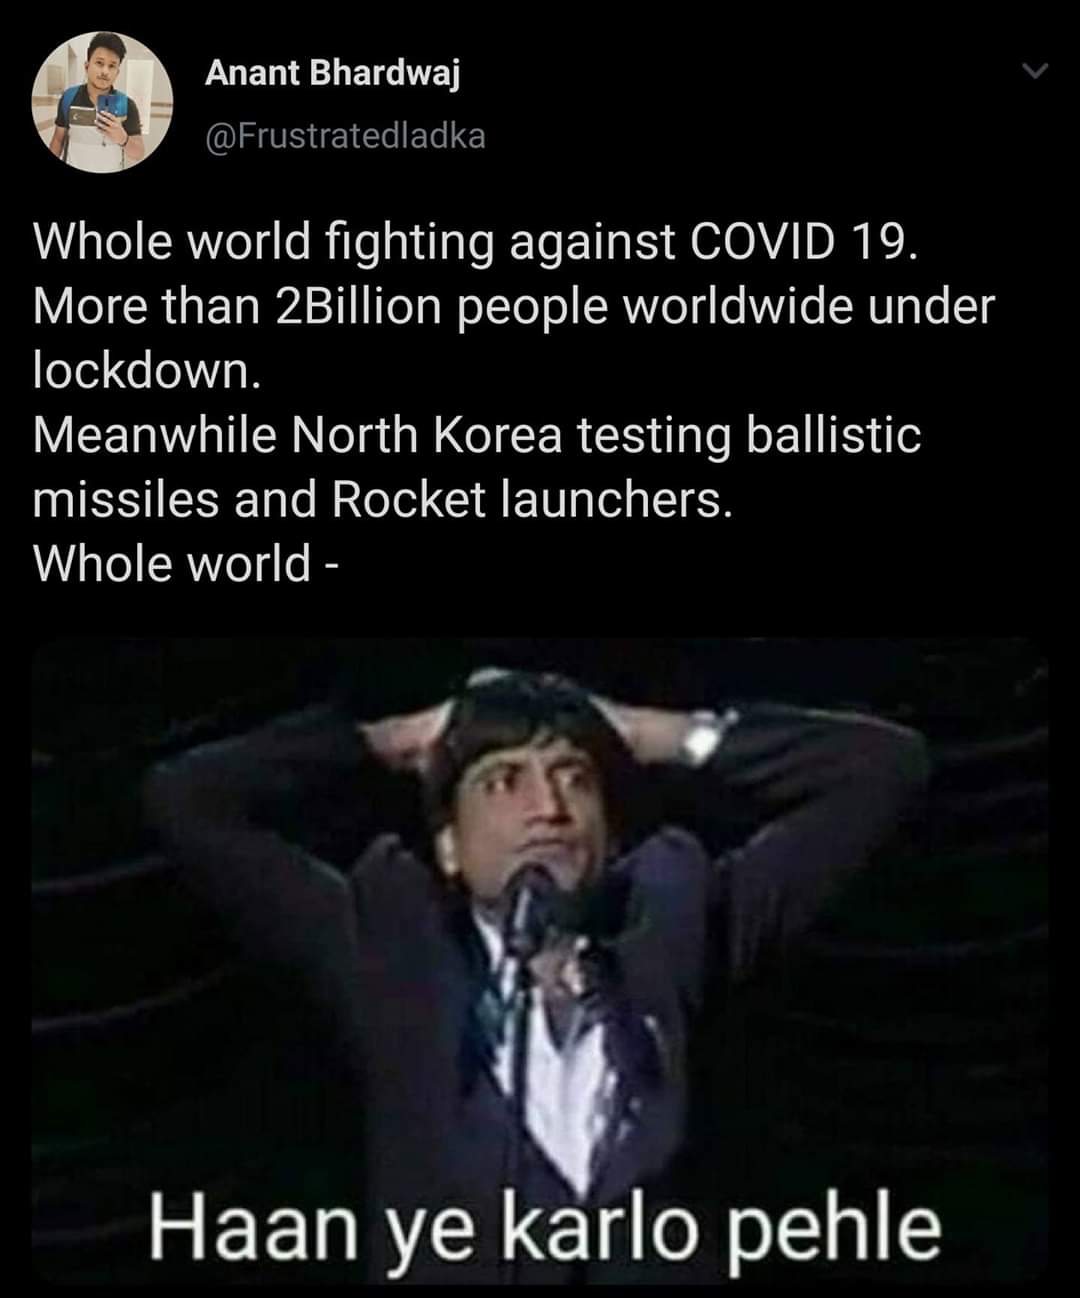 Anant Bhardwaj
@Frustratedladka
Whole world fighting against COVID 19.
More than 2Billion people worldwide under
lockdown.
Meanwhile North Korea testing ballistic
missiles and Rocket launchers.
Whole world -
Haan ye karlo pehle